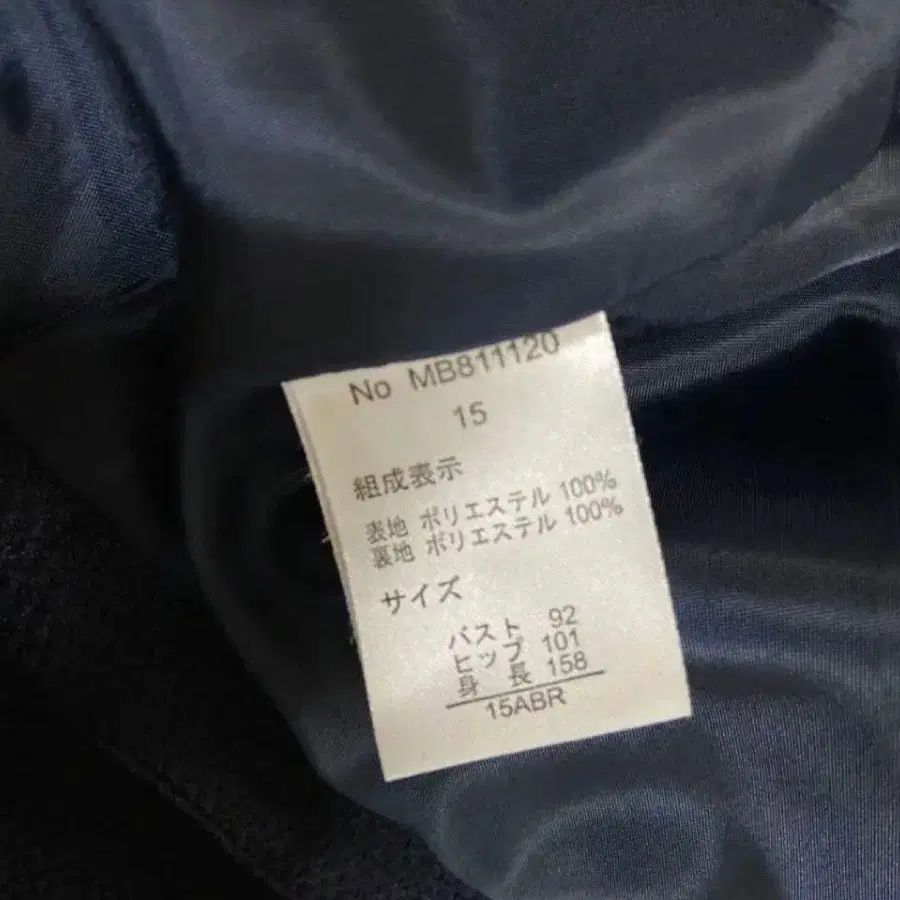 No MB811120
15
組成表示
表地 ポリエステル 100%
裏地 ポリエステル 100%
サイズ
バスト 92
ヒップ 101
身 長 158
15ABR